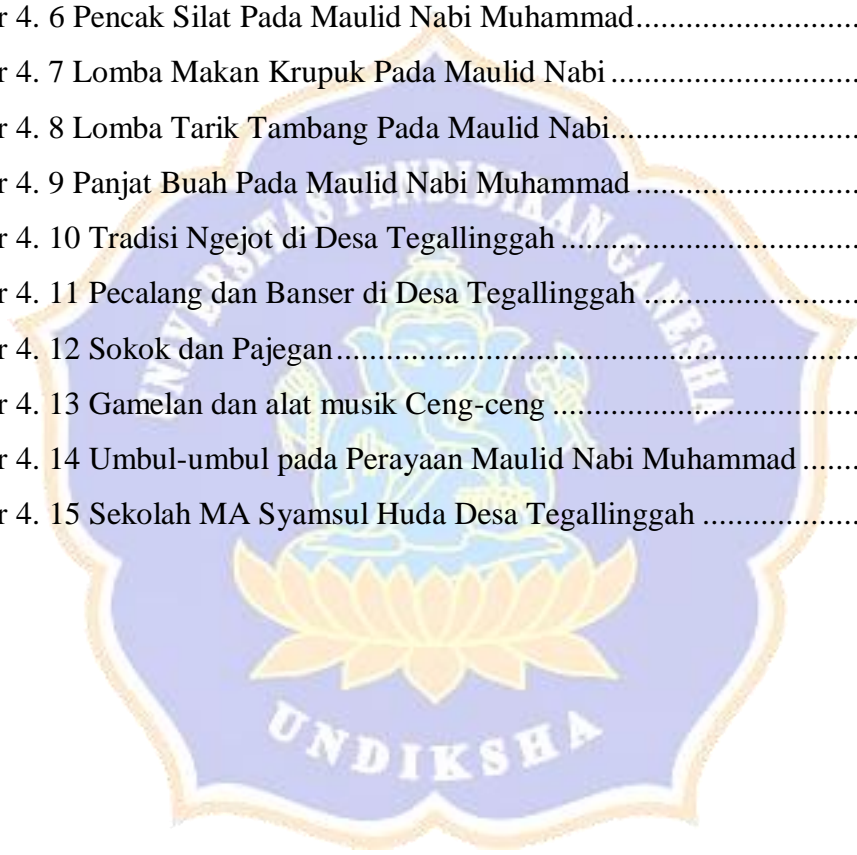 r 4. 6 Pencak Silat Pada Maulid Nabi Muhammad..........................
r 4. 7 Lomba Makan Krupuk Pada Maulid Nabi..............................
r 4. 8 Lomba Tarik Tambang Pada Maulid Nabi..............................
r 4. 9 Panjat Buah Pada Maulid Nabi Muhammad..........................
r 4. 10 Tradisi Ngejot di Desa Tegallinggah....................................
r 4. 11 Pecalang dan Banser di Desa Tegallinggah..........................
r 4. 12 Sokok dan Pajegan...............................................................
r 4. 13 Gamelan dan alat musik Ceng-ceng.....................................
r 4. 14 Umbul-umbul pada Perayaan Maulid Nabi Muhammad.......
r 4. 15 Sekolah MA Syamsul Huda Desa Tegallinggah...................
UNIVERSITAS PENDIDIKAN GANESHA
UNDIKSHA